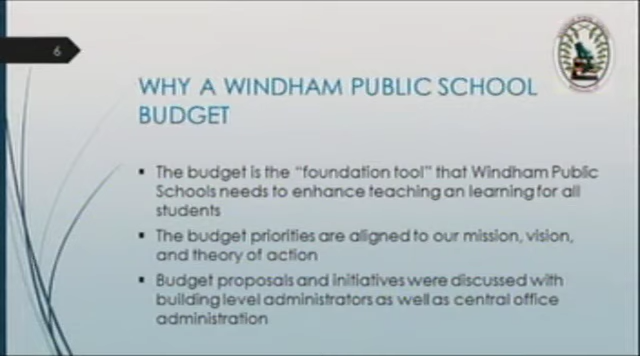 6
WHY A WINDHAM PUBLIC SCHOOL
BUDGET
▪ The budget is the "foundation tool" that Windham Public
Schools needs to enhance teaching an learning for all
students
▪ The budget priorities are aligned to our mission, vision,
and theory of action
▪ Budget proposals and initiatives were discussed with
building level administrators as well as central office
administration